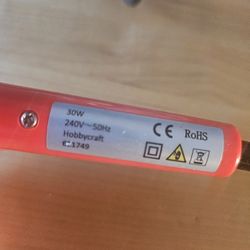 30W
240V~50Hz
Hobbycraft
CE RoHS